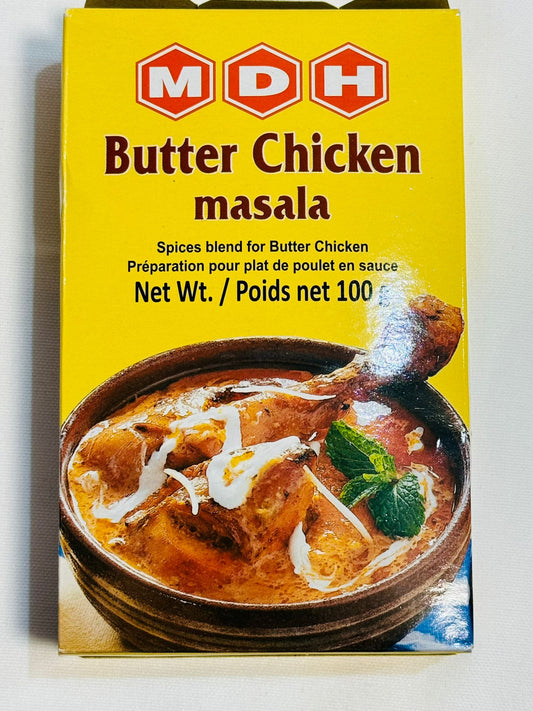 MDH
Butter Chicken
masala
Spices blend for Butter Chicken
Préparation pour plat de poulet en sauce
Net Wt. / Poids net 100 g